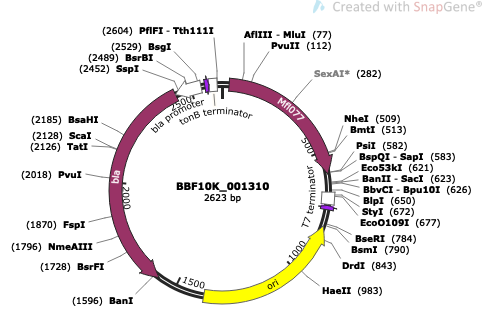 Created with SnapGene®
(2604) PflFI - Tth111I
(2529) BsgI
(2489) BsrBI
(2452) SspI
AflIII - MluI (77)
PvuII (112)
SexAI* (282)
NheI (509)
BmtI (513)
PsiI (582)
BspQI - SapI (583)
Eco53kI (621)
BanII - SacI (623)
BbvCI - Bpu10I (626)
BlpI (650)
StyI (672)
EcoO109I (677)
BseRI (784)
BsmI (790)
DrdI (843)
HaeII (983)
(2185) BsaHI
(2128) ScaI
(2126) TatI
(2018) PvuI
(1870) FspI
(1796) NmeAIII
(1728) BsrFI
(1596) BanI
bla promoter
tonB terminator
Mfl077
T7 terminator
bla
ori
500
1000
1500
2000
2500
BBF10K_001310
2623 bp